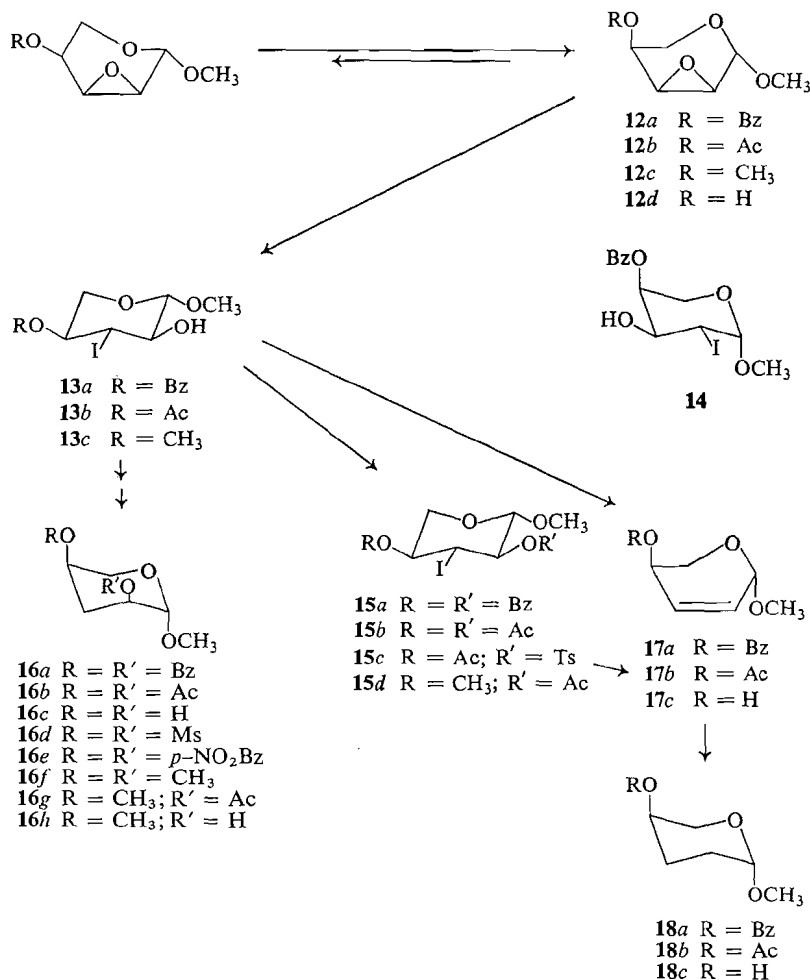 RO
O
O
OCH₃
RO
O
O
OCH₃
12a R = Bz
12b R = Ac
12c R = CH₃
12d R = H
O
OCH₃
RO
OH
I
13a R = Bz
13b R = Ac
13c R = CH₃
BzO
O
HO
I
OCH₃
14
RO
R'O
O
OCH₃
16a R = R' = Bz
16b R = R' = Ac
16c R = R' = H
16d R = R' = Ms
16e R = R' = p–NO₂Bz
16f R = R' = CH₃
16g R = CH₃; R' = Ac
16h R = CH₃; R' = H
O
OCH₃
RO
OR'
I
15a R = R' = Bz
15b R = R' = Ac
15c R = Ac; R' = Ts
15d R = CH₃; R' = Ac
RO
O
OCH₃
17a R = Bz
17b R = Ac
17c R = H
RO
O
OCH₃
18a R = Bz
18b R = Ac
18c R = H